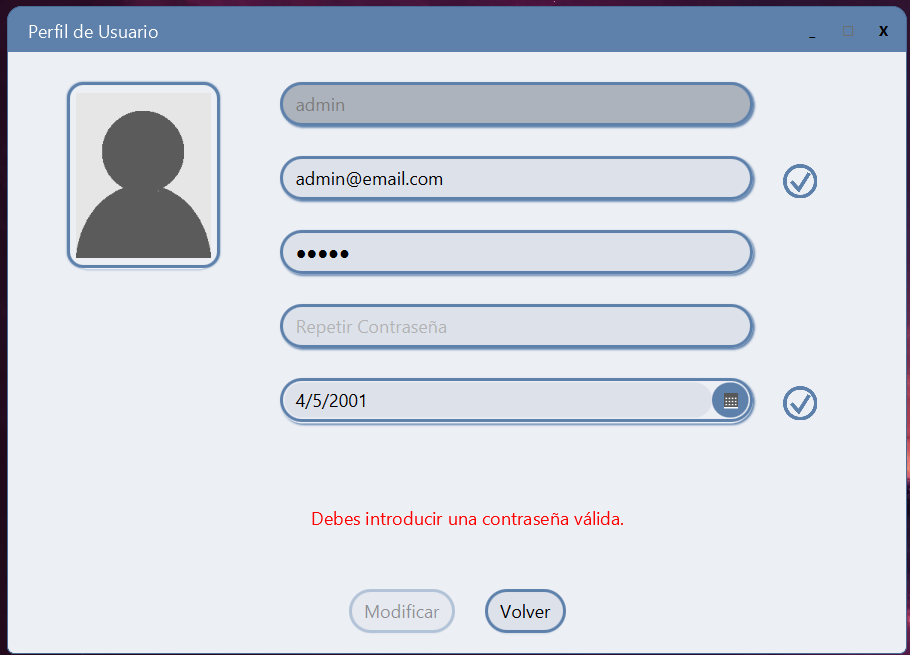 Perfil de Usuario
_ □ X
admin
admin@email.com
●●●●●
Repetir Contraseña
4/5/2001
Debes introducir una contraseña válida.
Modificar
Volver